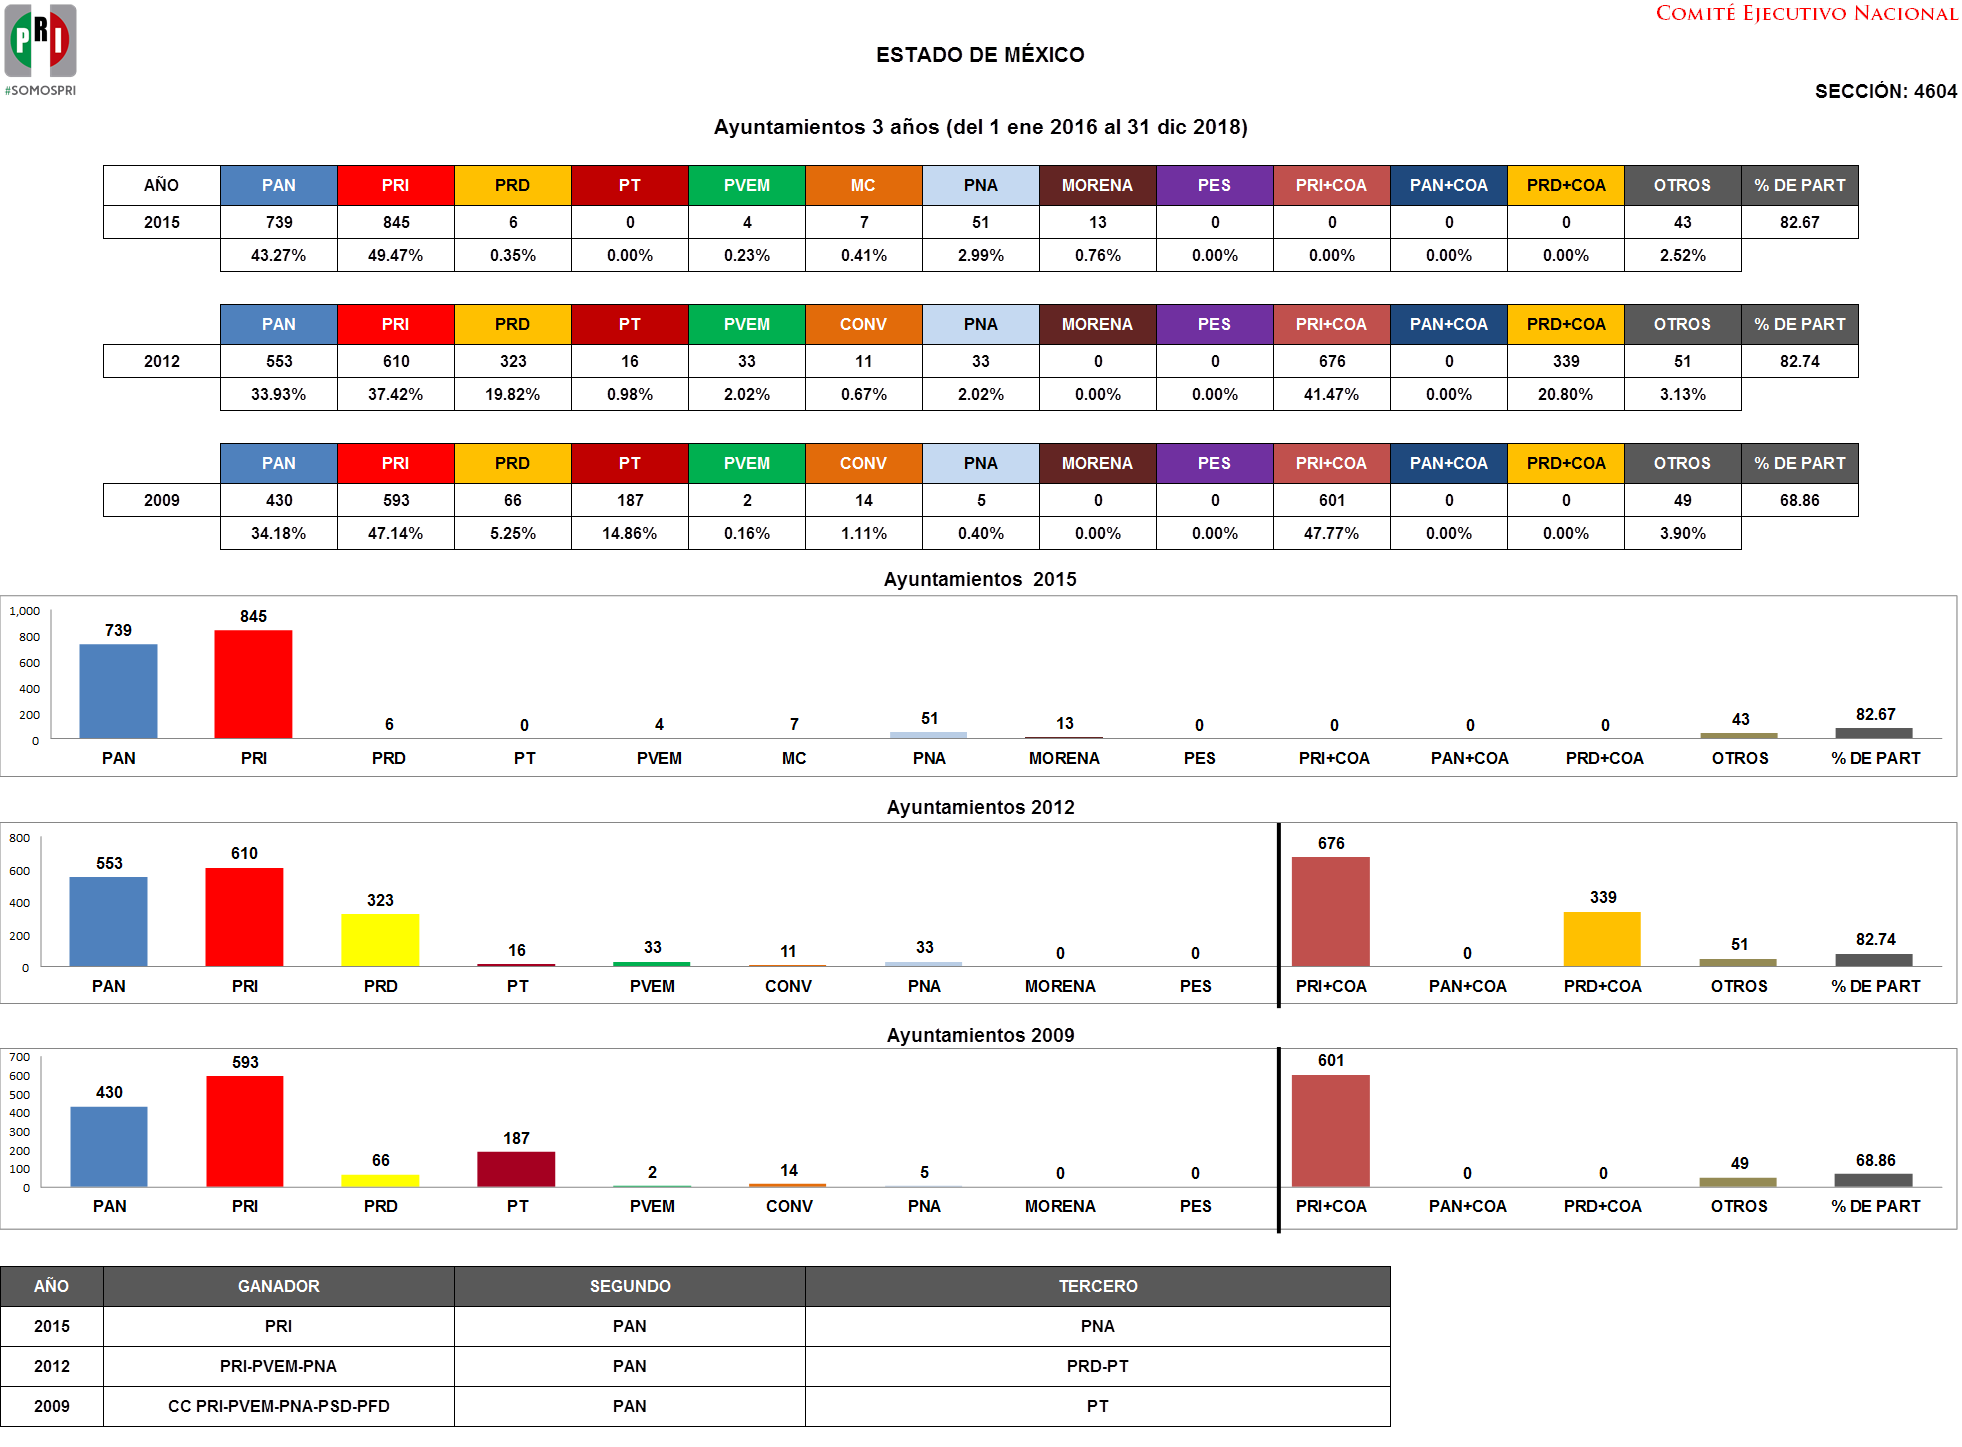 PRI
#SOMOSPRI
COMITÉ EJECUTIVO NACIONAL
ESTADO DE MÉXICO
SECCIÓN: 4604
Ayuntamientos 3 años (del 1 ene 2016 al 31 dic 2018)
AÑO PAN PRI PRD PT PVEM MC PNA MORENA PES PRI+COA PAN+COA PRD+COA OTROS % DE PART
2015 739 845 6 0 4 7 51 13 0 0 0 0 43 82.67
43.27% 49.47% 0.35% 0.00% 0.23% 0.41% 2.99% 0.76% 0.00% 0.00% 0.00% 0.00% 2.52%
PAN PRI PRD PT PVEM CONV PNA MORENA PES PRI+COA PAN+COA PRD+COA OTROS % DE PART
2012 553 610 323 16 33 11 33 0 0 676 0 339 51 82.74
33.93% 37.42% 19.82% 0.98% 2.02% 0.67% 2.02% 0.00% 0.00% 41.47% 0.00% 20.80% 3.13%
PAN PRI PRD PT PVEM CONV PNA MORENA PES PRI+COA PAN+COA PRD+COA OTROS % DE PART
2009 430 593 66 187 2 14 5 0 0 601 0 0 49 68.86
34.18% 47.14% 5.25% 14.86% 0.16% 1.11% 0.40% 0.00% 0.00% 47.77% 0.00% 0.00% 3.90%
Ayuntamientos 2015
1,000
800
600
400
200
0
739 845 6 0 4 7 51 13 0 0 0 0 43 82.67
PAN PRI PRD PT PVEM MC PNA MORENA PES PRI+COA PAN+COA PRD+COA OTROS % DE PART
Ayuntamientos 2012
800
600
400
200
0
553 610 323 16 33 11 33 0 0 676 0 339 51 82.74
PAN PRI PRD PT PVEM CONV PNA MORENA PES PRI+COA PAN+COA PRD+COA OTROS % DE PART
Ayuntamientos 2009
700
600
500
400
300
200
100
0
430 593 66 187 2 14 5 0 0 601 0 0 49 68.86
PAN PRI PRD PT PVEM CONV PNA MORENA PES PRI+COA PAN+COA PRD+COA OTROS % DE PART
AÑO GANADOR SEGUNDO TERCERO
2015 PRI PAN PNA
2012 PRI-PVEM-PNA PAN PRD-PT
2009 CC PRI-PVEM-PNA-PSD-PFD PAN PT